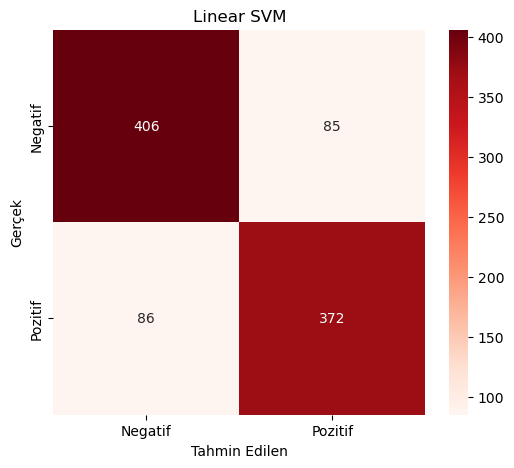 Linear SVM
Gerçek
Negatif
406
85
Pozitif
86
372
Negatif
Pozitif
Tahmin Edilen
400
350
300
250
200
150
100